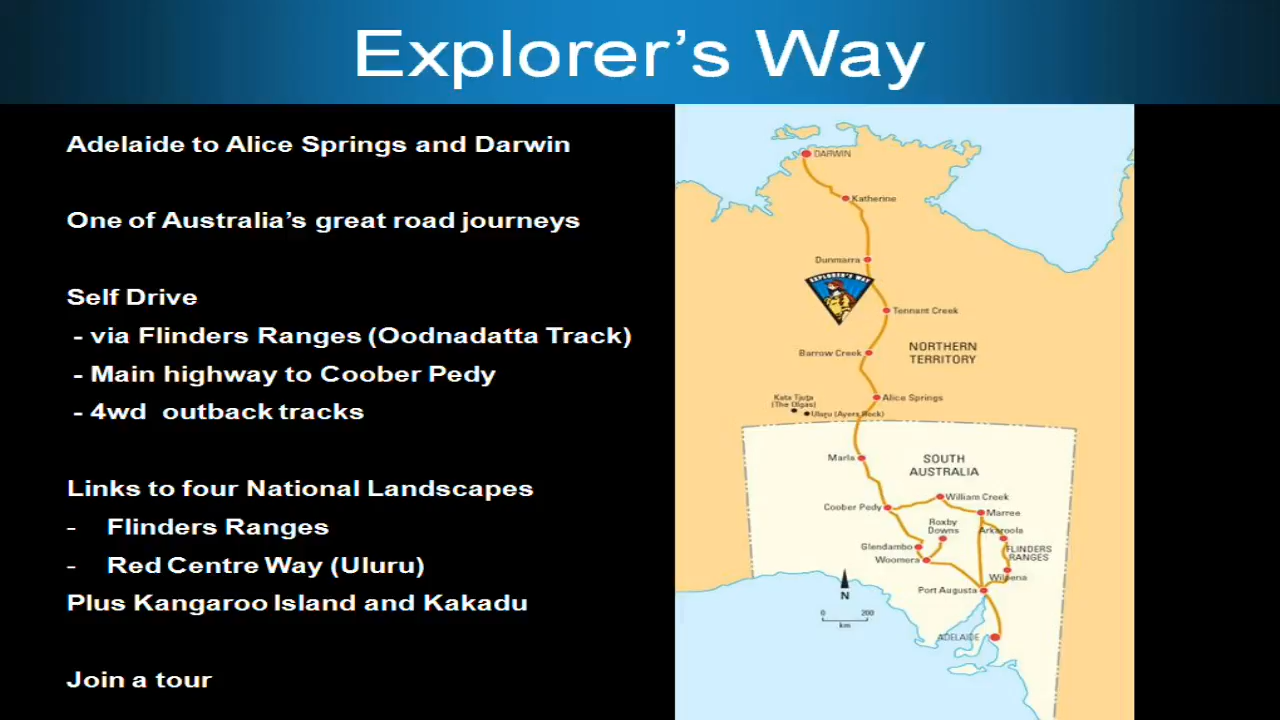 Explorer's Way
Adelaide to Alice Springs and Darwin
One of Australia's great road journeys
Self Drive
- via Flinders Ranges (Oodnadatta Track)
- Main highway to Coober Pedy
- 4wd outback tracks
Links to four National Landscapes
- Flinders Ranges
- Red Centre Way (Uluru)
Plus Kangaroo Island and Kakadu
Join a tour
DARWIN
Katherine
Dunmarra
EXPLORER'S WAY
Tennant Creek
Barrow Creek
NORTHERN
TERRITORY
Kata Tjuta
(The Olgas)
Alice Springs
Uluru (Ayers Rock)
Marla
SOUTH
AUSTRALIA
William Creek
Coober Pedy
Marree
Roxby
Downs
Arkaroola
Glendambo
FLINDERS
RANGES
Woomera
Wilpena
Port Augusta
N
0 200
km
ADELAIDE